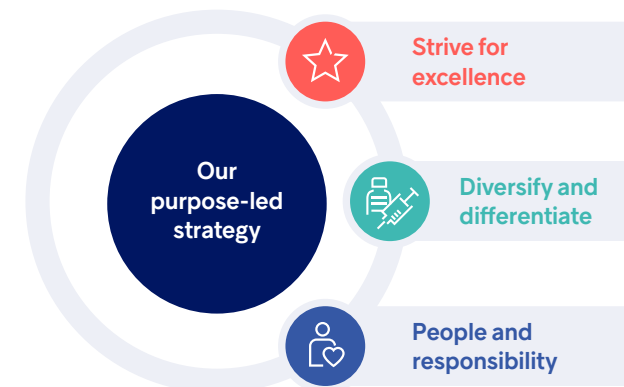 Our
purpose-led
strategy
Strive for
excellence
Diversify and
differentiate
People and
responsibility